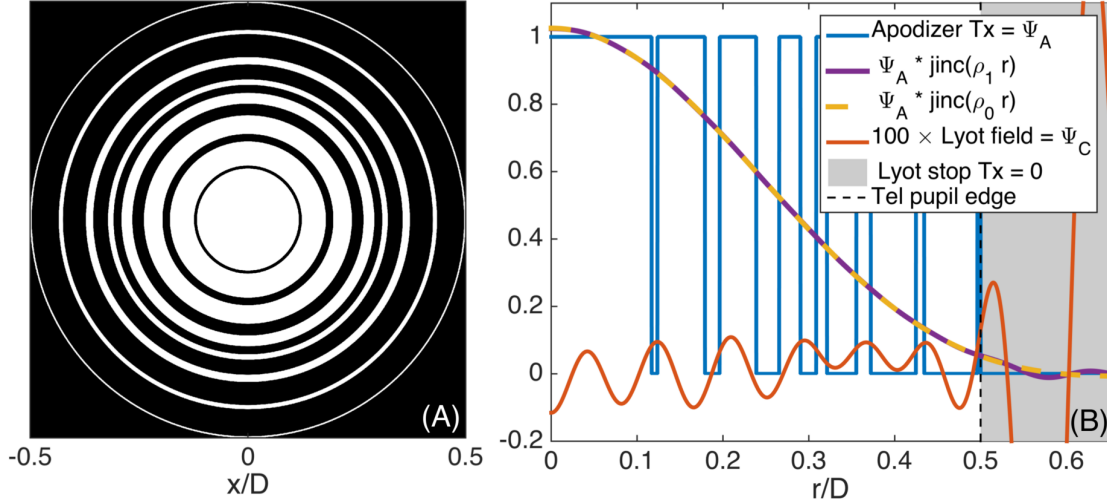 (A)
-0.5 0 0.5
x/D
1
0.8
0.6
0.4
0.2
0
-0.2
Apodizer Tx = Ψ_A
Ψ_A * jinc(ρ_1 r)
Ψ_A * jinc(ρ_0 r)
100 × Lyot field = Ψ_C
Lyot stop Tx = 0
Tel pupil edge
(B)
0 0.1 0.2 0.3 0.4 0.5 0.6
r/D